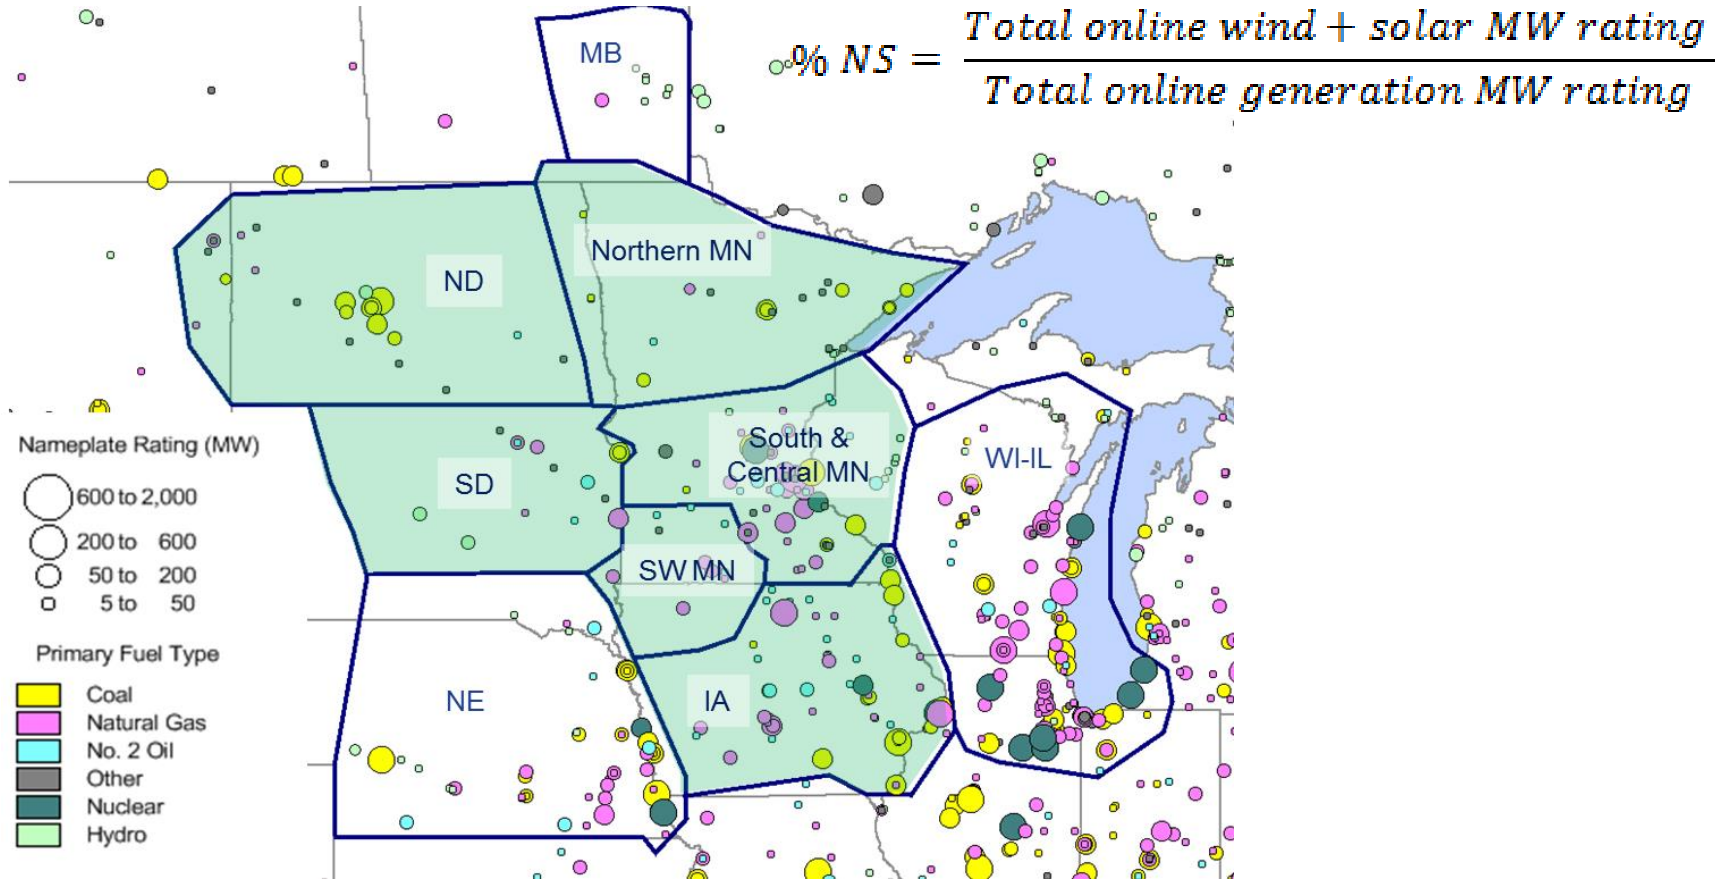 MB
% NS = Total online wind + solar MW rating
Total online generation MW rating
Northern MN
ND
South &
Central MN
WI-IL
SD
SW MN
NE
IA
Nameplate Rating (MW)
600 to 2,000
200 to 600
50 to 200
5 to 50
Primary Fuel Type
Coal
Natural Gas
No. 2 Oil
Other
Nuclear
Hydro